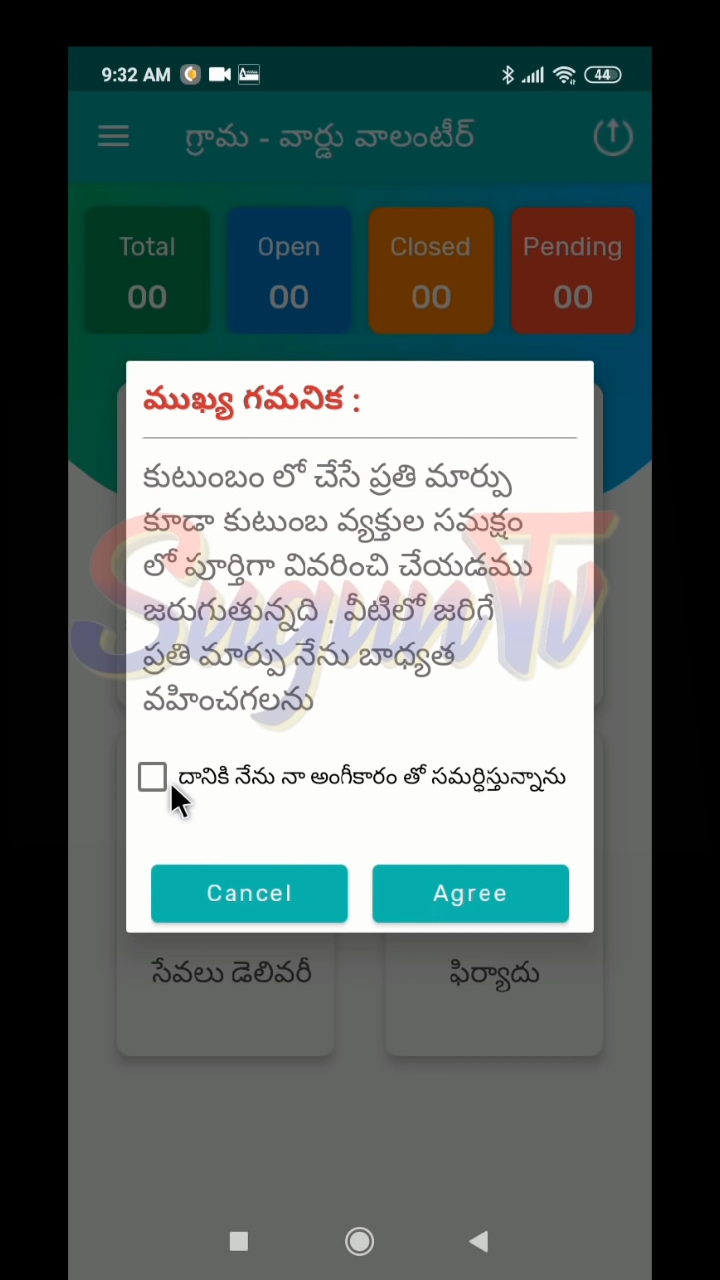 9:32 AM 44
గ్రామ - వార్డు వాలంటీర్
Total Open Closed Pending
00 00 00 00
ముఖ్య గమనిక :
కుటుంబం లో చేసే ప్రతి మార్పు
కూడా కుటుంబ వ్యక్తుల సమక్షం
లో పూర్తిగా వివరించి చేయడము
జరుగుతున్నది . వీటిలో జరిగే
ప్రతి మార్పు నేను బాధ్యత
వహించగలను
SugunTv
దానికి నేను నా అంగీకారం తో సమర్ధిస్తున్నాను
Cancel Agree
సేవలు డెలివరీ ఫిర్యాదు